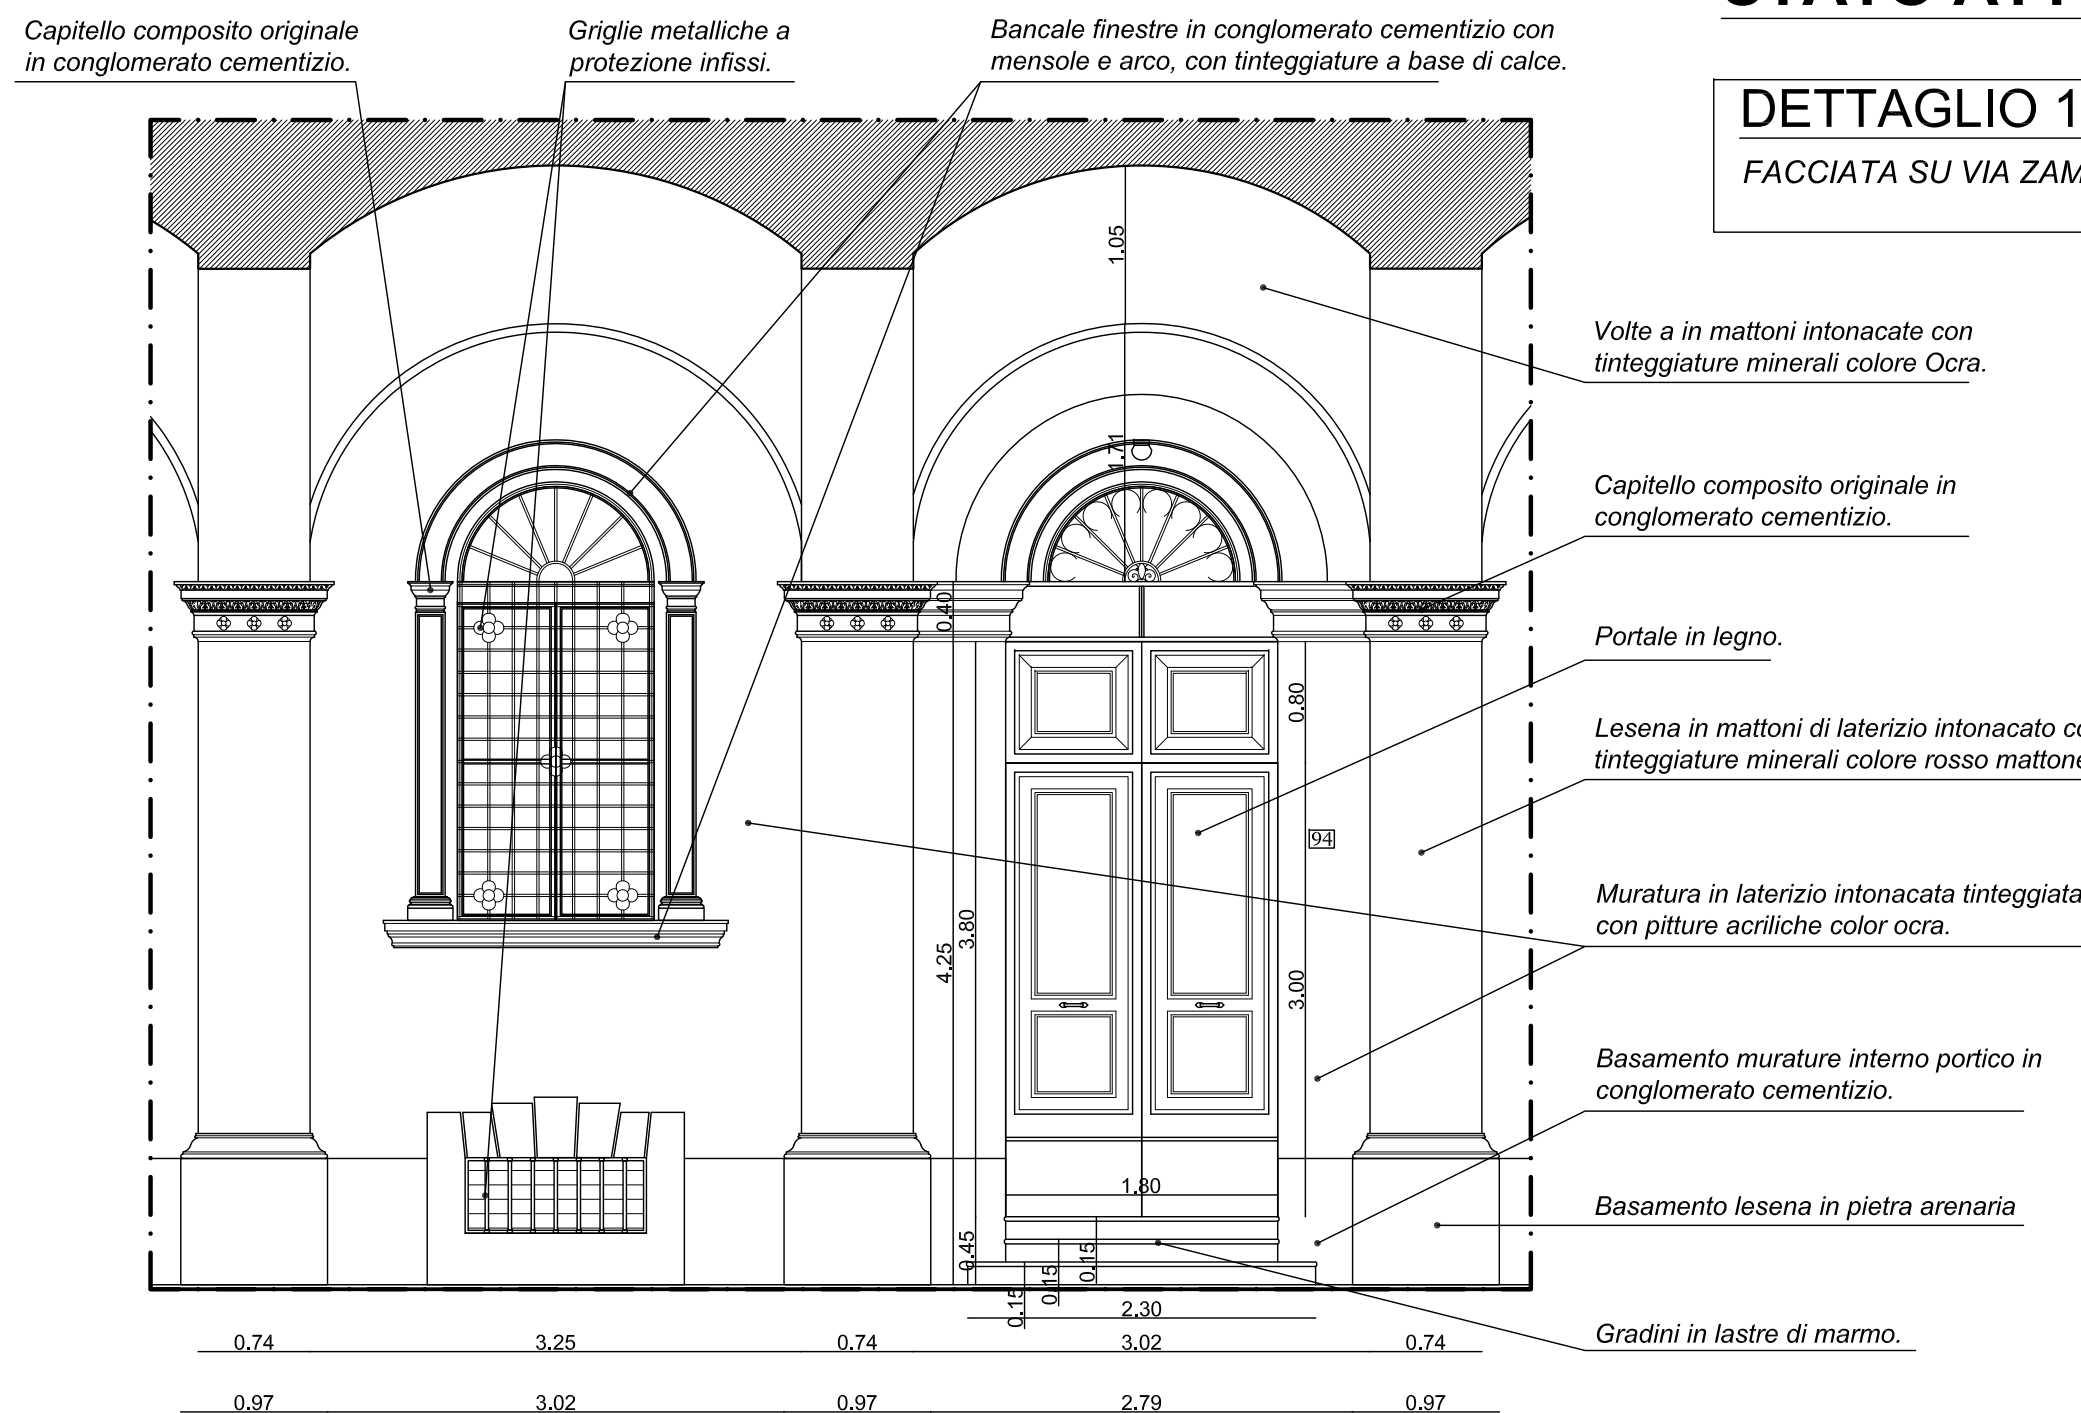 Capitello composito originale
in conglomerato cementizio.
Griglie metalliche a
protezione infissi.
Bancale finestre in conglomerato cementizio con
mensole e arco, con tinteggiature a base di calce.
DETTAGLIO 1
FACCIATA SU VIA ZAM
Volte a in mattoni intonacate con
tinteggiature minerali colore Ocra.
Capitello composito originale in
conglomerato cementizio.
Portale in legno.
Lesena in mattoni di laterizio intonacato co
tinteggiature minerali colore rosso mattone
Muratura in laterizio intonacata tinteggiata
con pitture acriliche color ocra.
Basamento murature interno portico in
conglomerato cementizio.
Basamento lesena in pietra arenaria
Gradini in lastre di marmo.
1.05
1.71
0.40
0.80
94
3.80
4.25
3.00
1.80
0.45
0.15
0.15
0.15
2.30
0.74
3.25
0.74
3.02
0.74
0.97
3.02
0.97
2.79
0.97